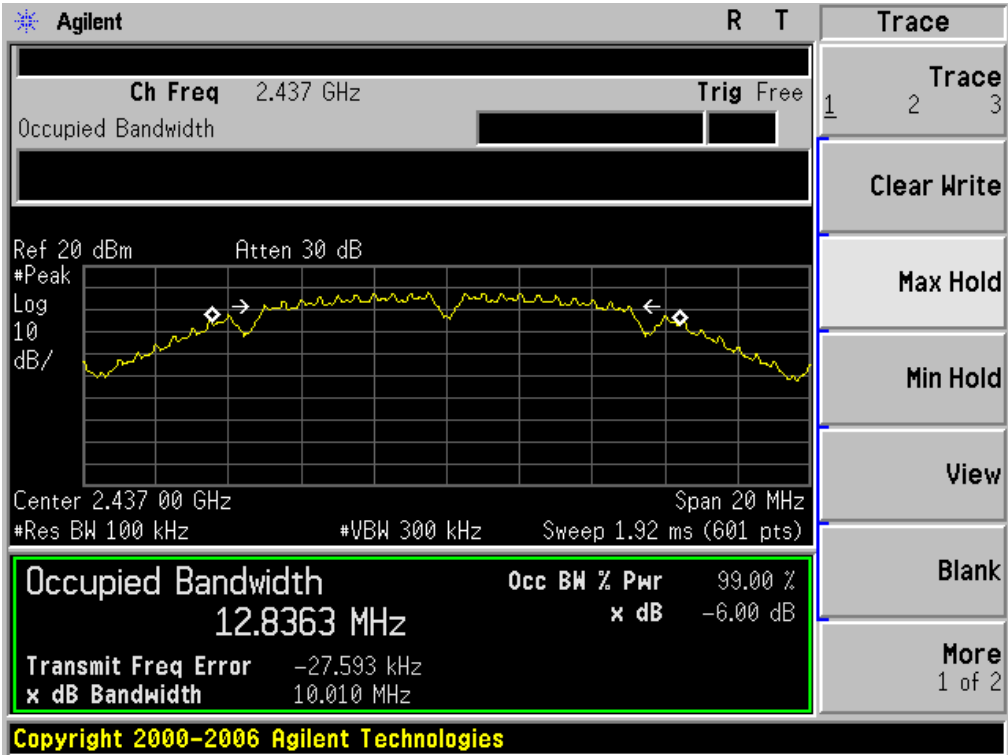 Agilent R T Trace
Ch Freq 2.437 GHz Trig Free
Occupied Bandwidth
Trace
1 2 3
Clear Write
Max Hold
Min Hold
View
Blank
More
1 of 2
Ref 20 dBm Atten 30 dB
#Peak
Log
10
dB/
Center 2.437 00 GHz Span 20 MHz
#Res BW 100 kHz #VBW 300 kHz Sweep 1.92 ms (601 pts)
Occupied Bandwidth Occ BW % Pwr 99.00 %
12.8363 MHz x dB -6.00 dB
Transmit Freq Error -27.593 kHz
x dB Bandwidth 10.010 MHz
Copyright 2000-2006 Agilent Technologies